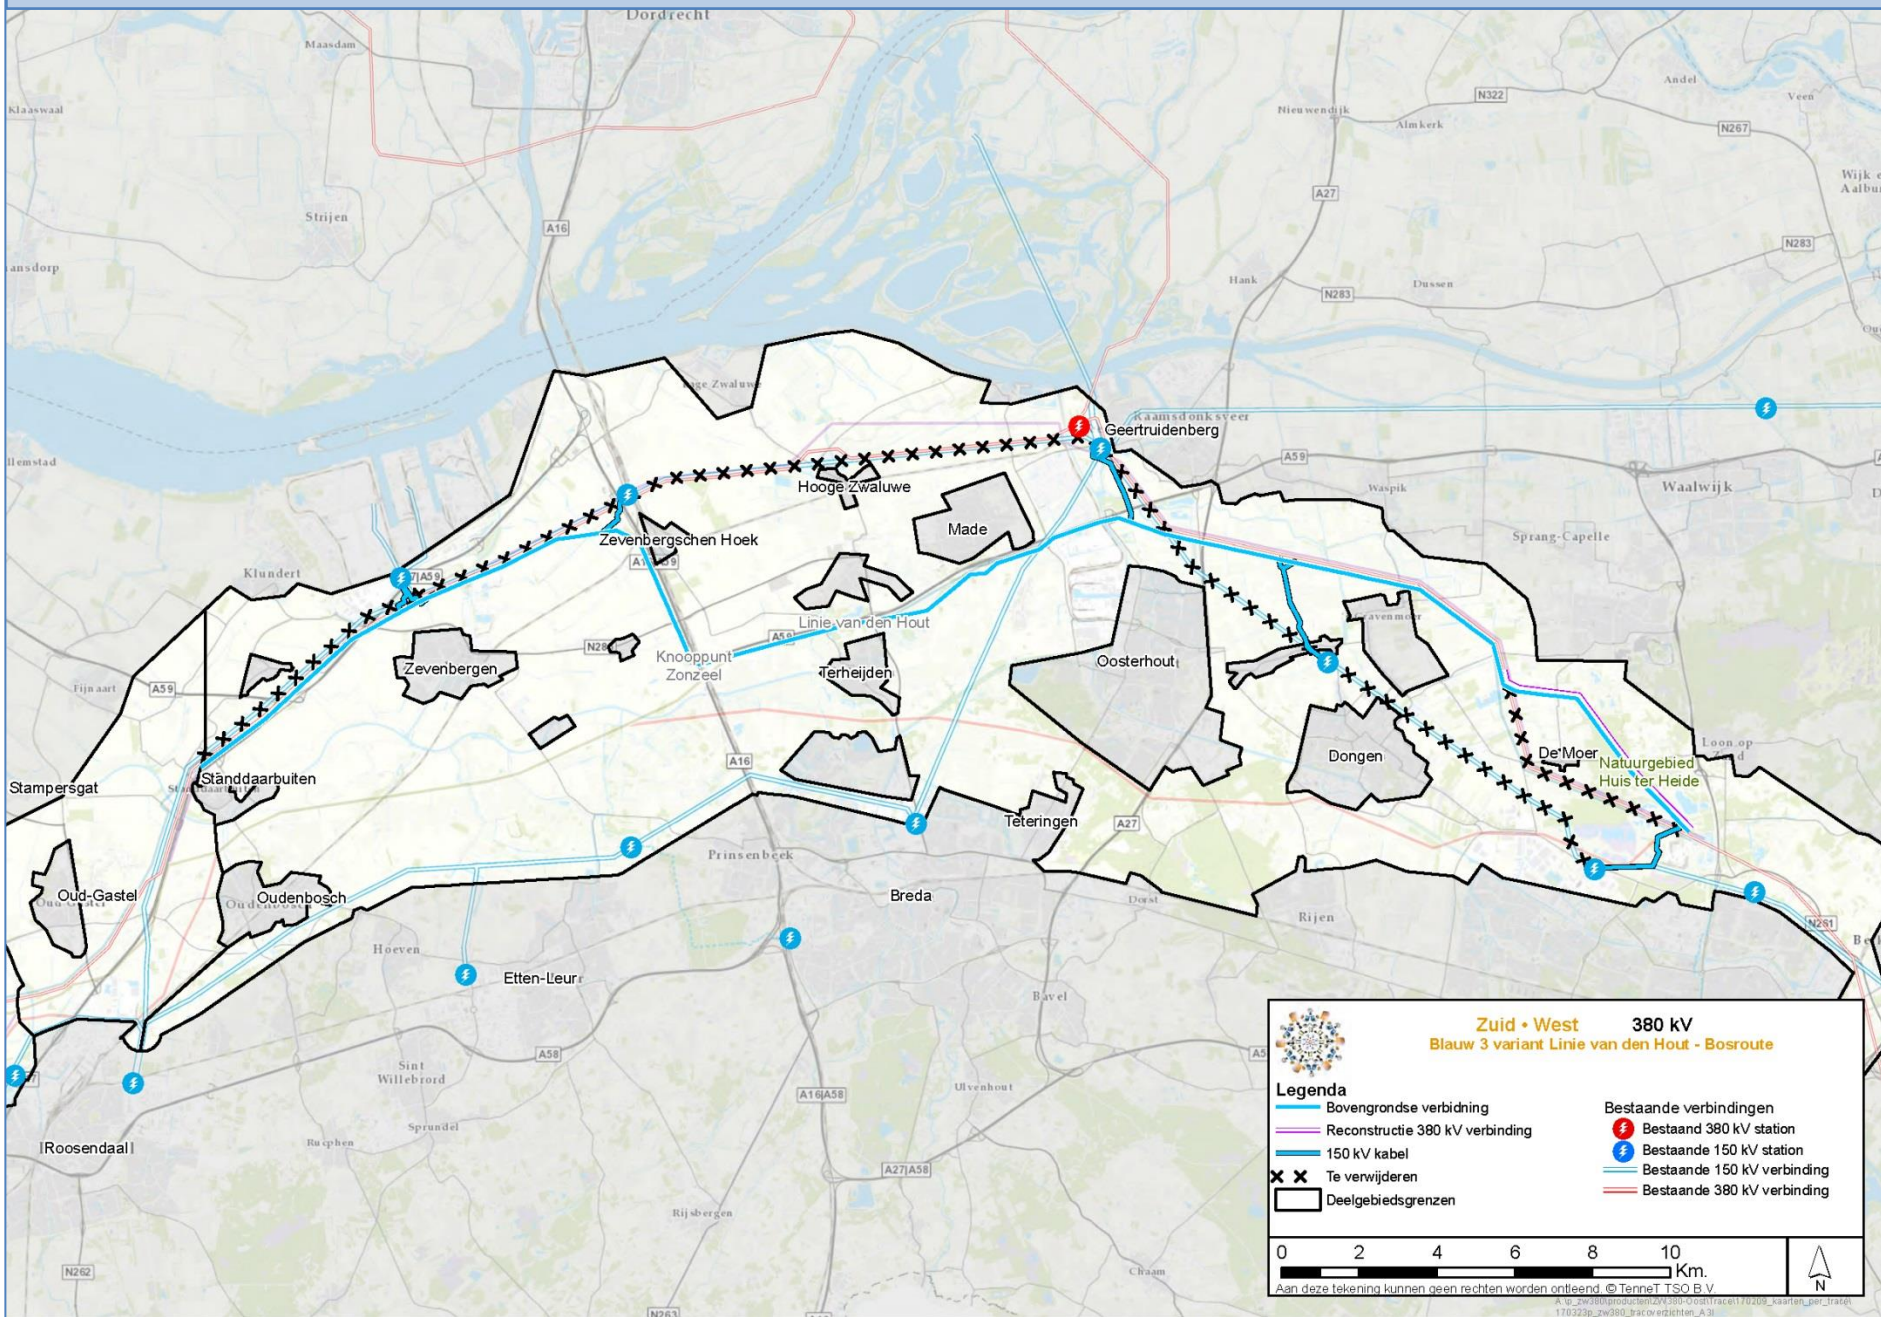 Dordrecht
Maasdam
Klaaswaal
Andel
Veen
N322
Nieuwendijk
Almkerk
N267
A27
Strijen
A16
N283
Hank
N283
Dussen
Raamsdonksveer
Geertruidenberg
A59
Waspik
Waalwijk
Hooge Zwaluwe
Made
Zevenbergschen Hoek
Sprang-Capelle
Klundert
Linie van den Hout
A59
Knooppunt
Zonzeel
Zevenbergen
Terheijden
Oosterhout
Fijnaart
A59
Dongen
De Moer
Natuurgebied
Huis ter Heide
Standdaarbuiten
Stampersgat
A16
Teteringen
A27
Prinsenbeek
Breda
Dorst
Rijen
Oud-Gastel
Oudenbosch
N261
Hoeven
Etten-Leur
Bavel
A58
Sint
Willebrord
Ulvenhout
A16|A58
Roosendaal
Rucphen
Sprundel
A27|A58
Rijsbergen
Chaam
N262
N263
Zuid • West 380 kV
Blauw 3 variant Linie van den Hout - Bosroute
Legenda
Bovengrondse verbidning
Reconstructie 380 kV verbinding
150 kV kabel
Te verwijderen
Deelgebiedsgrenzen
Bestaande verbindingen
Bestaand 380 kV station
Bestaande 150 kV station
Bestaande 150 kV verbinding
Bestaande 380 kV verbinding
0 2 4 6 8 10 Km.
N
Aan deze tekening kunnen geen rechten worden ontleend. © TenneT TSO B.V.